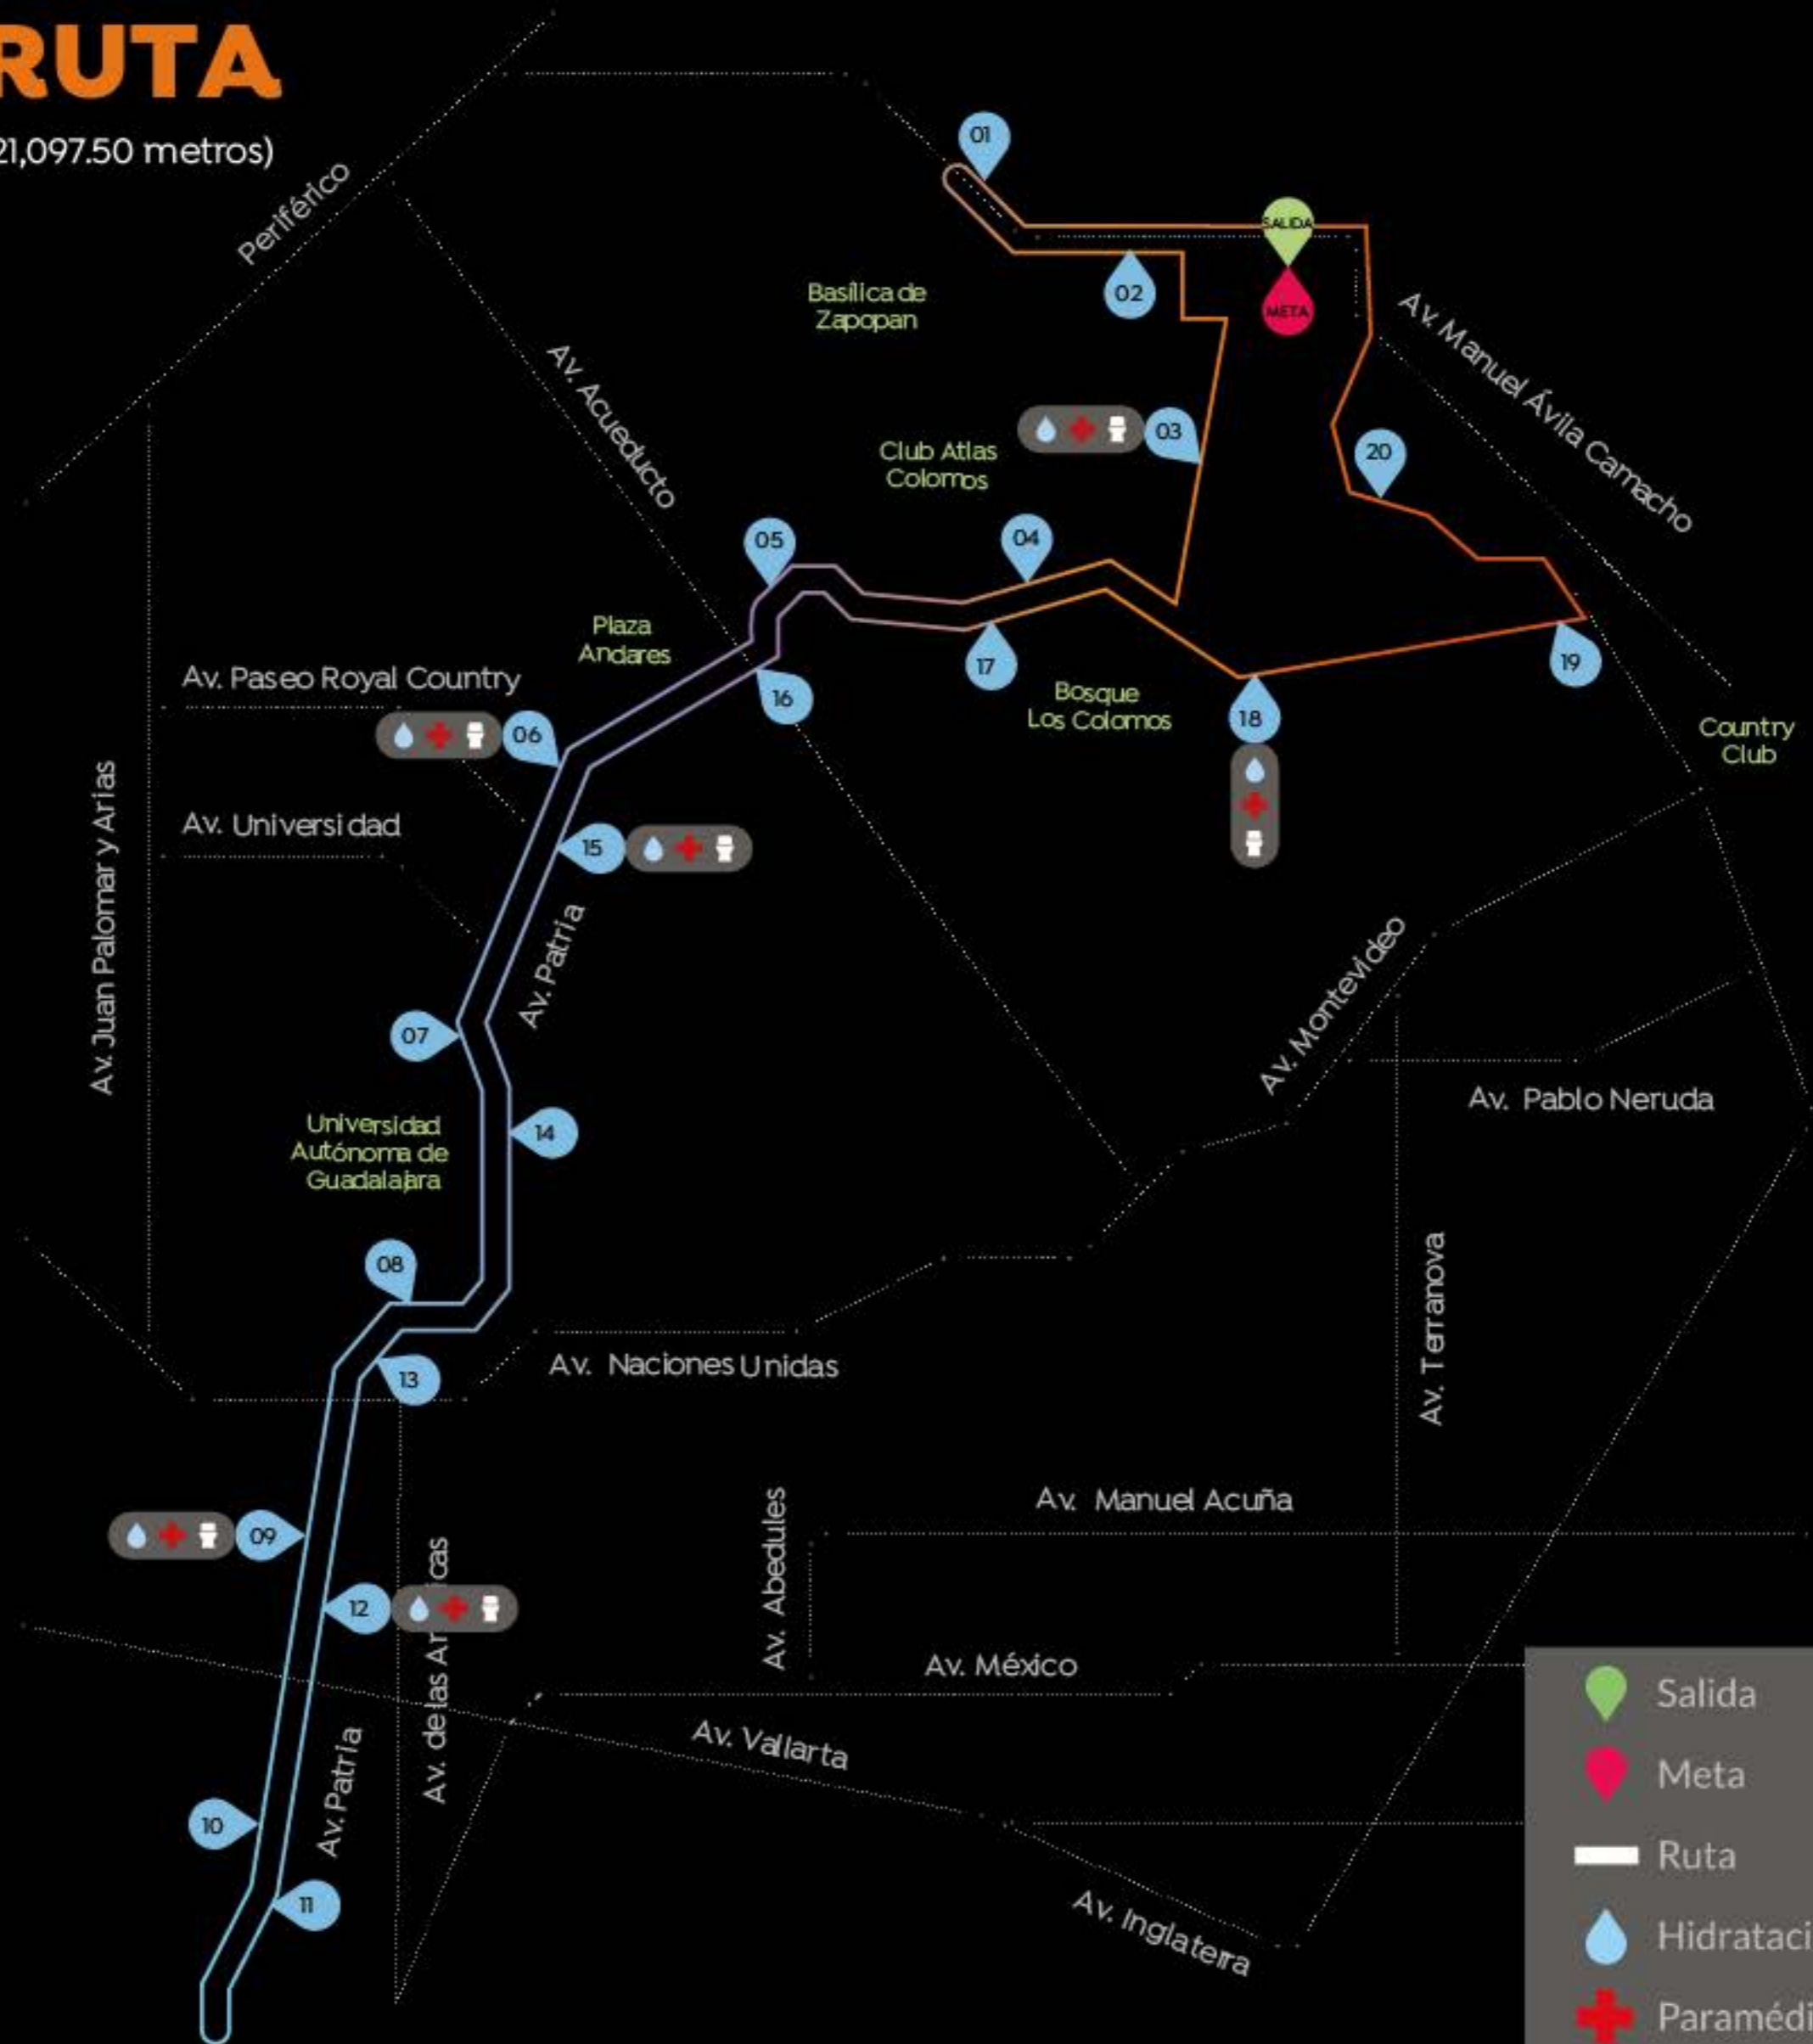 RUTA
21,097.50 metros)
Periférico
01
SALIDA
META
02
Basílica de
Zapopan
Av. Manuel Ávila Camacho
Av. Acueducto
03
Club Atlas
Colomos
20
05
04
Plaza
Andares
17
19
16
Av. Paseo Royal Country
06
Bosque
Los Colomos
18
Country
Club
Av. Juan Palomar y Arias
Av. Universidad
15
Av. Patria
07
Av. Montevideo
Av. Pablo Neruda
Universidad
Autónoma de
Guadalajara
14
08
Av. Terranova
13
Av. Naciones Unidas
09
Av. Manuel Acuña
Av. Abedules
12
Av. de las
Av. México
Av. Vallarta
Av. Patria
10
11
Av. Inglaterra
Salida
Meta
Ruta
Hidrataci
Paramédi